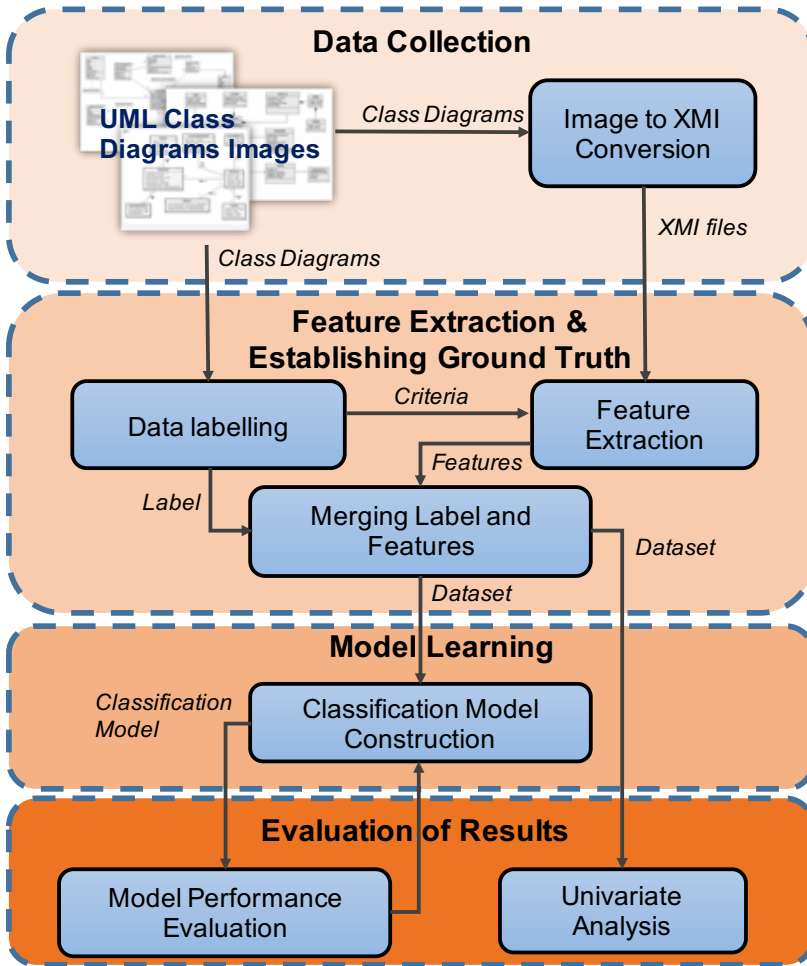 Data Collection
UML Class
Diagrams Images
Class Diagrams
Image to XMI
Conversion
XMI files
Class Diagrams
Feature Extraction &
Establishing Ground Truth
Data labelling
Criteria
Feature
Extraction
Features
Label
Merging Label and
Features
Dataset
Dataset
Model Learning
Classification
Model
Classification Model
Construction
Evaluation of Results
Model Performance
Evaluation
Univariate
Analysis